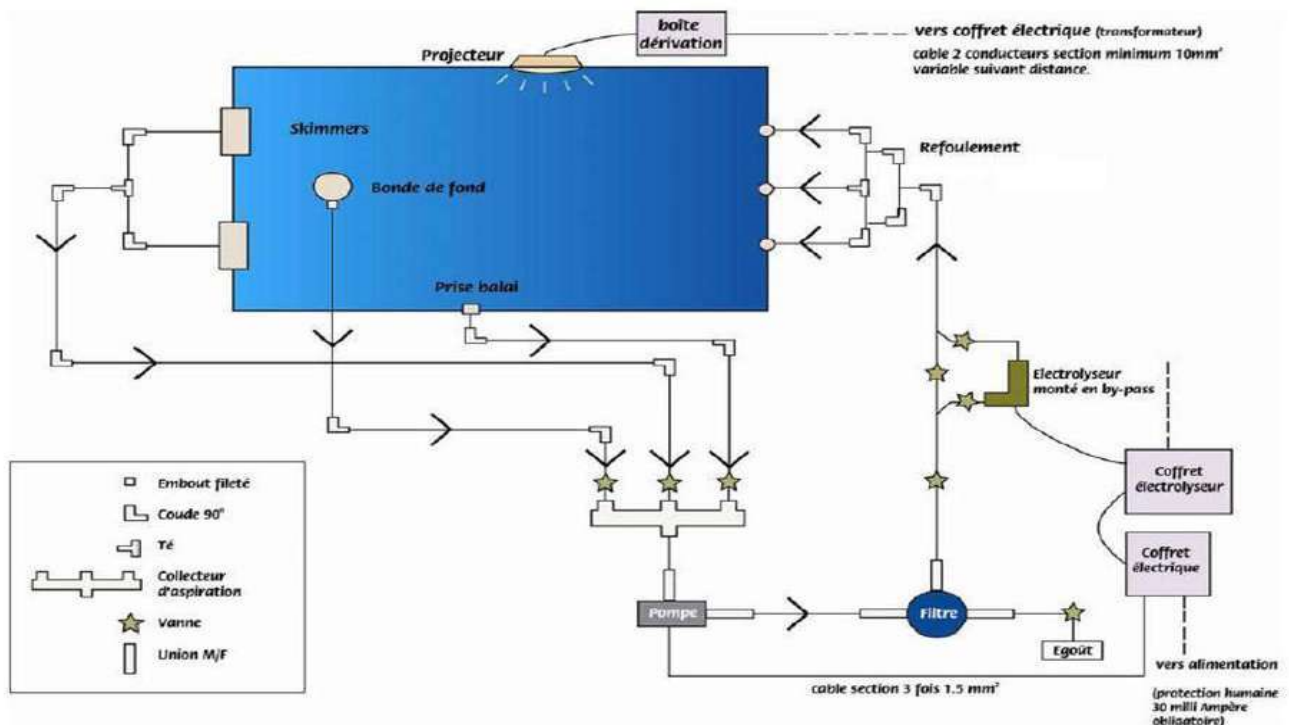 boîte
dérivation
vers coffret électrique (transformateur)
cable 2 conducteurs section minimum 10mm²
variable suivant distance.
Projecteur
Skimmers
Bonde de fond
Refoulement
Prise balai
Electrolyseur
monté en by-pass
Coffret
électrolyseur
Coffret
électrique
Embout fileté
Coude 90°
Té
Collecteur
d'aspiration
Vanne
Union M/F
Pompe
Filtre
Egoût
cable section 3 fois 1.5 mm²
vers alimentation
(protection humaine
30 milli Ampère
obligatoire)